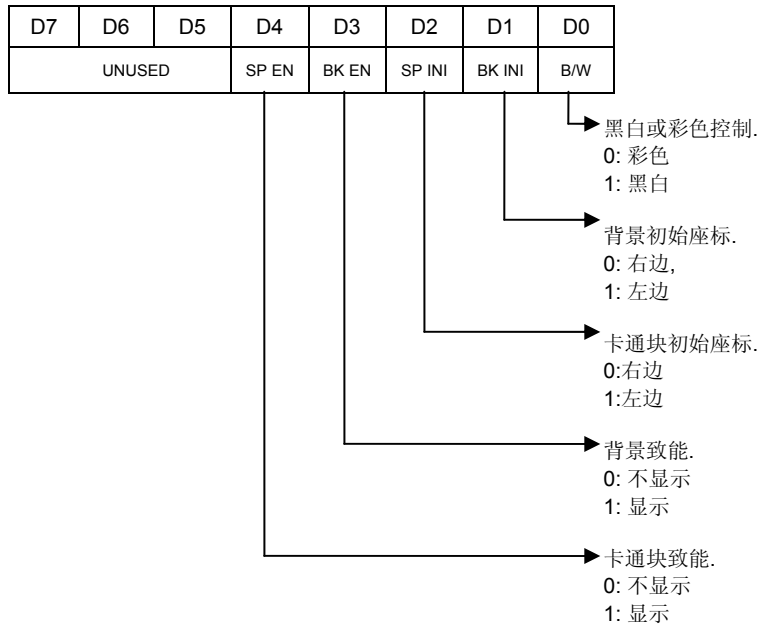 D7 D6 D5 D4 D3 D2 D1 D0
UNUSED SP EN BK EN SP INI BK INI B/W
黑白或彩色控制.
0: 彩色
1: 黑白
背景初始座标.
0: 右边,
1: 左边
卡通块初始座标.
0:右边
1:左边
背景致能.
0: 不显示
1: 显示
卡通块致能.
0: 不显示
1: 显示